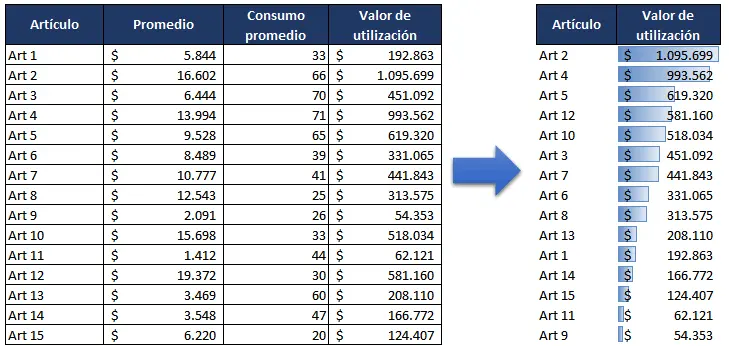 Artículo Promedio Consumo promedio Valor de utilización
Art 1 $ 5.844 33 $ 192.863
Art 2 $ 16.602 66 $ 1.095.699
Art 3 $ 6.444 70 $ 451.092
Art 4 $ 13.994 71 $ 993.562
Art 5 $ 9.528 65 $ 619.320
Art 6 $ 8.489 39 $ 331.065
Art 7 $ 10.777 41 $ 441.843
Art 8 $ 12.543 25 $ 313.575
Art 9 $ 2.091 26 $ 54.353
Art 10 $ 15.698 33 $ 518.034
Art 11 $ 1.412 44 $ 62.121
Art 12 $ 19.372 30 $ 581.160
Art 13 $ 3.469 60 $ 208.110
Art 14 $ 3.548 47 $ 166.772
Art 15 $ 6.220 20 $ 124.407
Artículo Valor de utilización
Art 2 $ 1.095.699
Art 4 $ 993.562
Art 5 $ 619.320
Art 12 $ 581.160
Art 10 $ 518.034
Art 3 $ 451.092
Art 7 $ 441.843
Art 6 $ 331.065
Art 8 $ 313.575
Art 13 $ 208.110
Art 1 $ 192.863
Art 14 $ 166.772
Art 15 $ 124.407
Art 11 $ 62.121
Art 9 $ 54.353